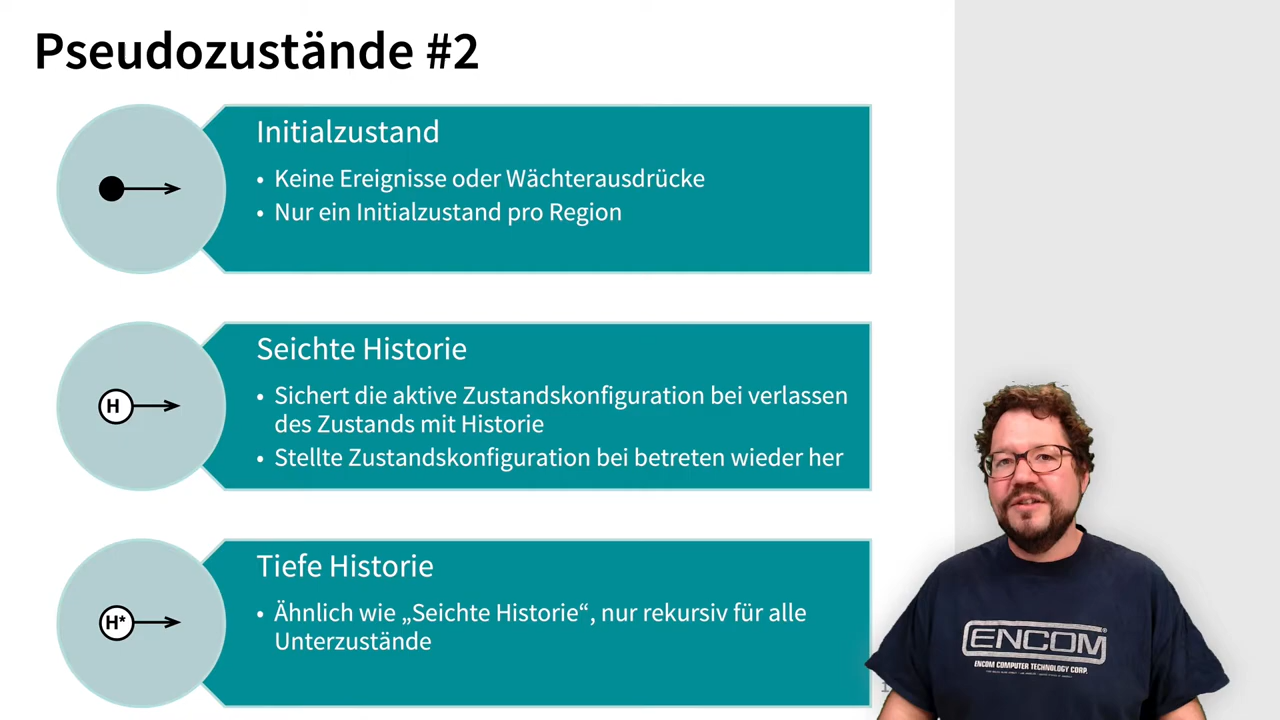 Pseudozustände #2
Initialzustand
• Keine Ereignisse oder Wächterausdrücke
• Nur ein Initialzustand pro Region
H
Seichte Historie
• Sichert die aktive Zustandskonfiguration bei verlassen
des Zustands mit Historie
• Stellte Zustandskonfiguration bei betreten wieder her
H*
Tiefe Historie
• Ähnlich wie „Seichte Historie“, nur rekursiv für alle
Unterzustände
ENCOM®
ENCOM COMPUTER TECHNOLOGY CORP.